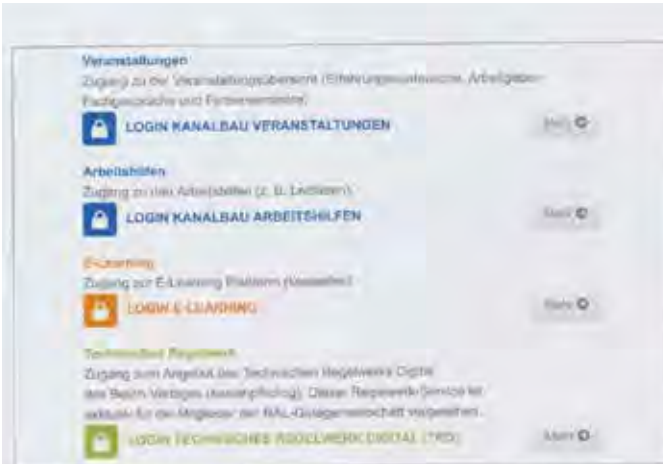 Veranstaltungen
Zugang zu der Veranstaltungsübersicht (Erfahrungsaustausche, Arbeitgeber-
Fachgespräche und Firmenseminare)
LOGIN KANALBAU VERANSTALTUNGEN
Mehr
Arbeitshilfen
Zugang zu den Arbeitshilfen (z. B. Leitfäden)
LOGIN KANALBAU ARBEITSHILFEN
Mehr
E-Learning
Zugang zur E-Learning Plattform (kostenfrei)
LOGIN E-LEARNING
Mehr
Technisches Regelwerk
Zugang zum Angebot des Technischen Regelwerks Digital
des Beuth Verlages (kostenpflichtig). Dieser Regelwerk-Service ist
exklusiv für die Mitglieder der RAL-Gütegemeinschaft vorgesehen.
LOGIN TECHNISCHES REGELWERK DIGITAL (TRD)
Mehr